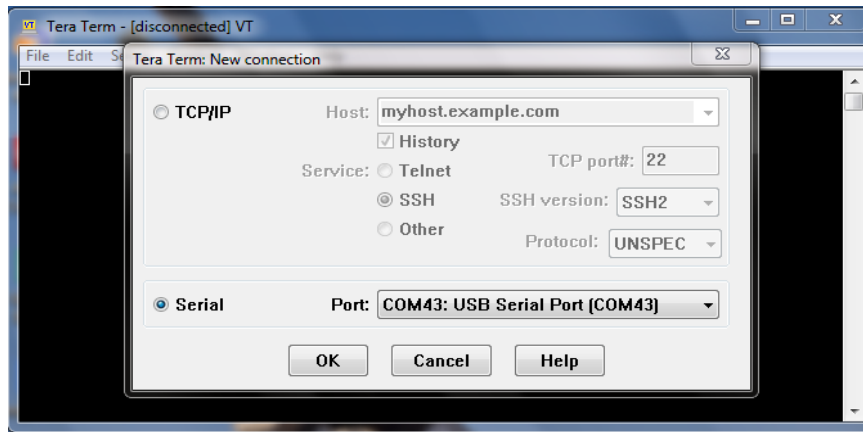 VT Tera Term - [disconnected] VT
File Edit
Tera Term: New connection
TCP/IP Host: myhost.example.com
History
Service: Telnet TCP port#: 22
SSH SSH version: SSH2
Other Protocol: UNSPEC
Serial Port: COM43: USB Serial Port (COM43)
OK Cancel Help